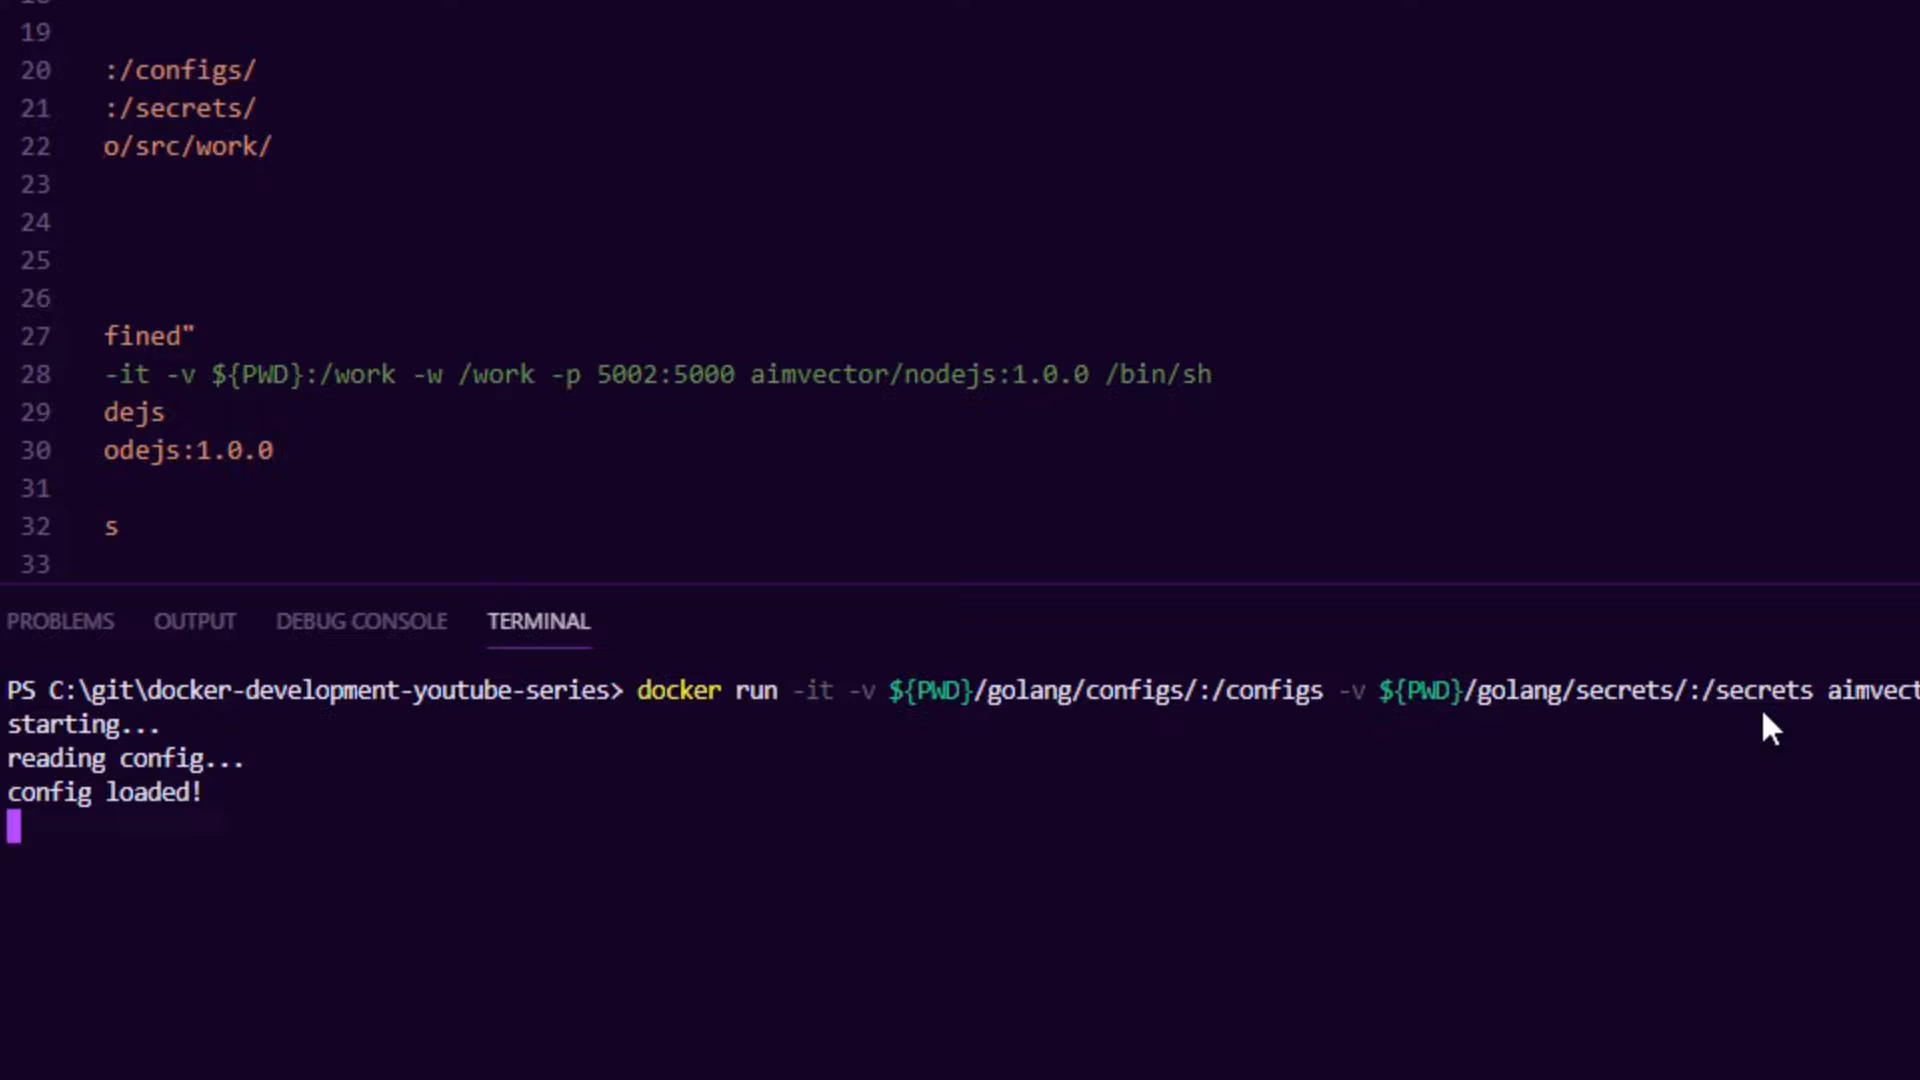 19
20 :/configs/
21 :/secrets/
22 o/src/work/
23
24
25
26
27 fined"
28 -it -v ${PWD}:/work -w /work -p 5002:5000 aimvector/nodejs:1.0.0 /bin/sh
29 dejs
30 odejs:1.0.0
31
32 s
33
PROBLEMS OUTPUT DEBUG CONSOLE TERMINAL
PS C:\git\docker-development-youtube-series> docker run -it -v ${PWD}/golang/configs/:/configs -v ${PWD}/golang/secrets/:/secrets aimvect
starting...
reading config...
config loaded!